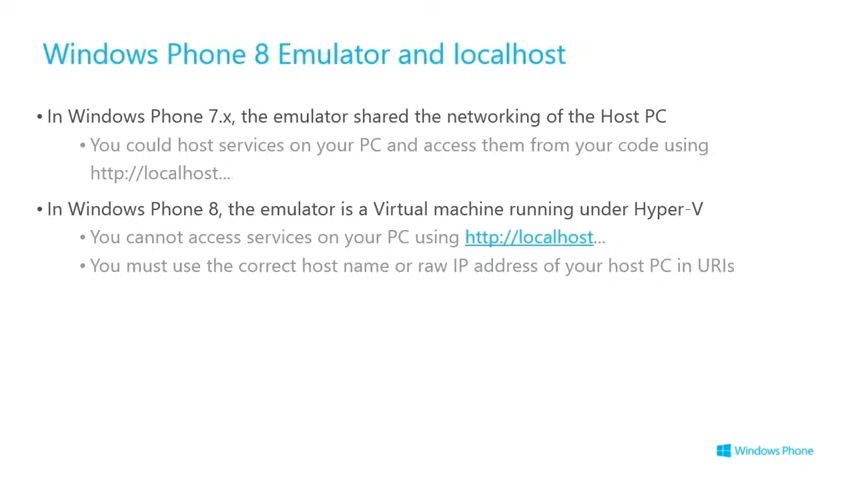 Windows Phone 8 Emulator and localhost
• In Windows Phone 7.x, the emulator shared the networking of the Host PC
• You could host services on your PC and access them from your code using
http://localhost...
• In Windows Phone 8, the emulator is a Virtual machine running under Hyper-V
• You cannot access services on your PC using http://localhost...
• You must use the correct host name or raw IP address of your host PC in URIs
Windows Phone